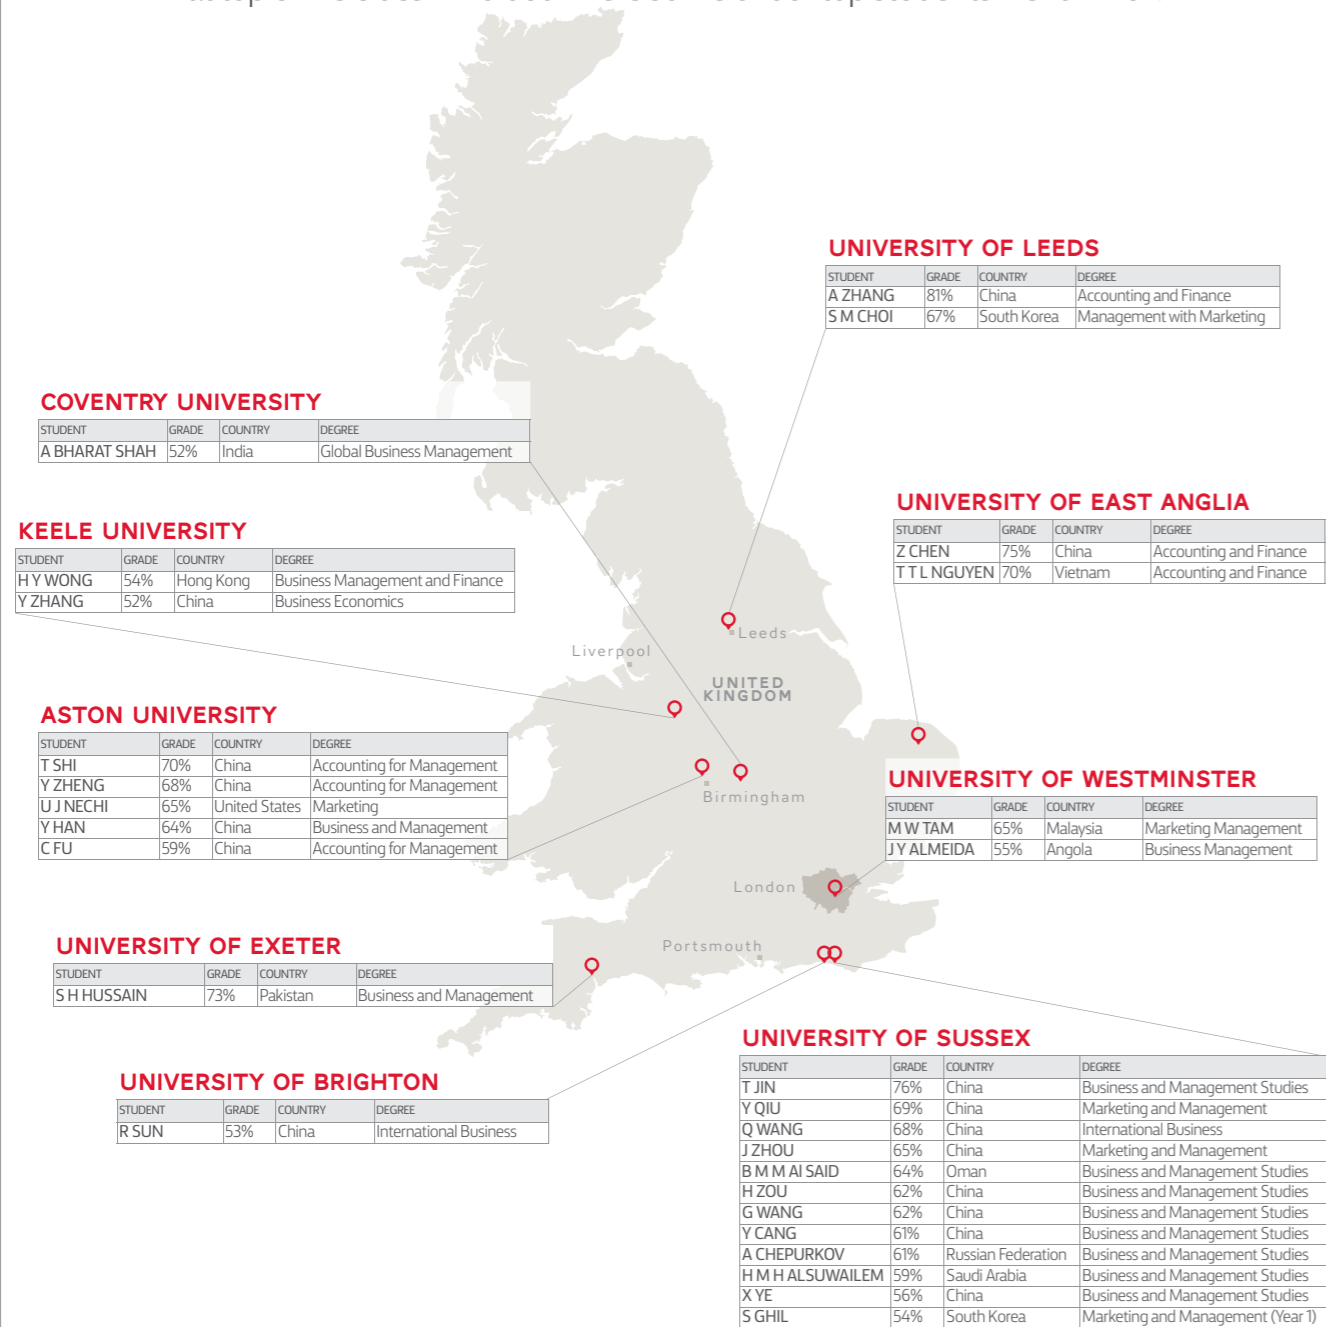 UNIVERSITY OF LEEDS
STUDENT GRADE COUNTRY DEGREE
A ZHANG 81% China Accounting and Finance
S M CHOI 67% South Korea Management with Marketing
COVENTRY UNIVERSITY
STUDENT GRADE COUNTRY DEGREE
A BHARAT SHAH 52% India Global Business Management
UNIVERSITY OF EAST ANGLIA
STUDENT GRADE COUNTRY DEGREE
Z CHEN 75% China Accounting and Finance
T T L NGUYEN 70% Vietnam Accounting and Finance
KEELE UNIVERSITY
STUDENT GRADE COUNTRY DEGREE
H Y WONG 54% Hong Kong Business Management and Finance
Y ZHANG 52% China Business Economics
Leeds
Liverpool
UNITED
KINGDOM
ASTON UNIVERSITY
STUDENT GRADE COUNTRY DEGREE
T SHI 70% China Accounting for Management
Y ZHENG 68% China Accounting for Management
U J NECHI 65% United States Marketing
Y HAN 64% China Business and Management
C FU 59% China Accounting for Management
Birmingham
UNIVERSITY OF WESTMINSTER
STUDENT GRADE COUNTRY DEGREE
M W TAM 65% Malaysia Marketing Management
J Y ALMEIDA 55% Angola Business Management
London
Portsmouth
UNIVERSITY OF EXETER
STUDENT GRADE COUNTRY DEGREE
S H HUSSAIN 73% Pakistan Business and Management
UNIVERSITY OF BRIGHTON
STUDENT GRADE COUNTRY DEGREE
R SUN 53% China International Business
UNIVERSITY OF SUSSEX
STUDENT GRADE COUNTRY DEGREE
T JIN 76% China Business and Management Studies
Y QIU 69% China Marketing and Management
Q WANG 68% China International Business
J ZHOU 65% China Marketing and Management
B M M AI SAID 64% Oman Business and Management Studies
H ZOU 62% China Business and Management Studies
G WANG 62% China Business and Management Studies
Y CANG 61% China Business and Management Studies
A CHEPURKOV 61% Russian Federation Business and Management Studies
H M H ALSUWAILEM 59% Saudi Arabia Business and Management Studies
X YE 56% China Business and Management Studies
S GHIL 54% South Korea Marketing and Management (Year 1)